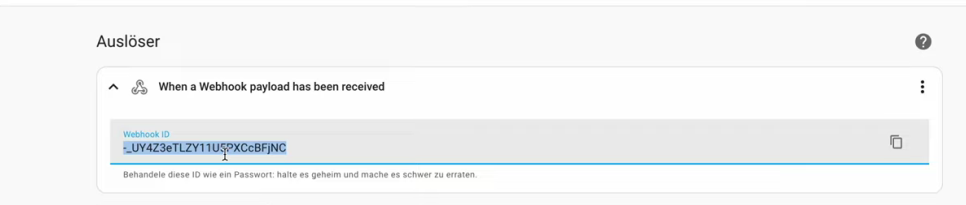 Auslöser
When a Webhook payload has been received
Webhook ID
Behandele diese ID wie ein Passwort: halte es geheim und mache es schwer zu erraten.